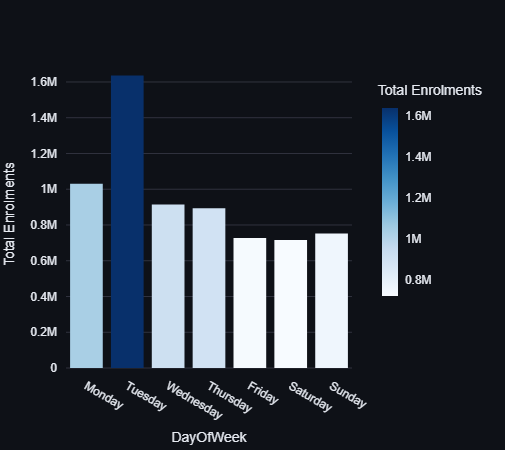 Total Enrolments
1.6M
1.4M
1.2M
1M
0.8M
0.6M
0.4M
0.2M
0
Monday
Tuesday
Wednesday
Thursday
Friday
Saturday
Sunday
DayOfWeek
Total Enrolments
1.6M
1.4M
1.2M
1M
0.8M